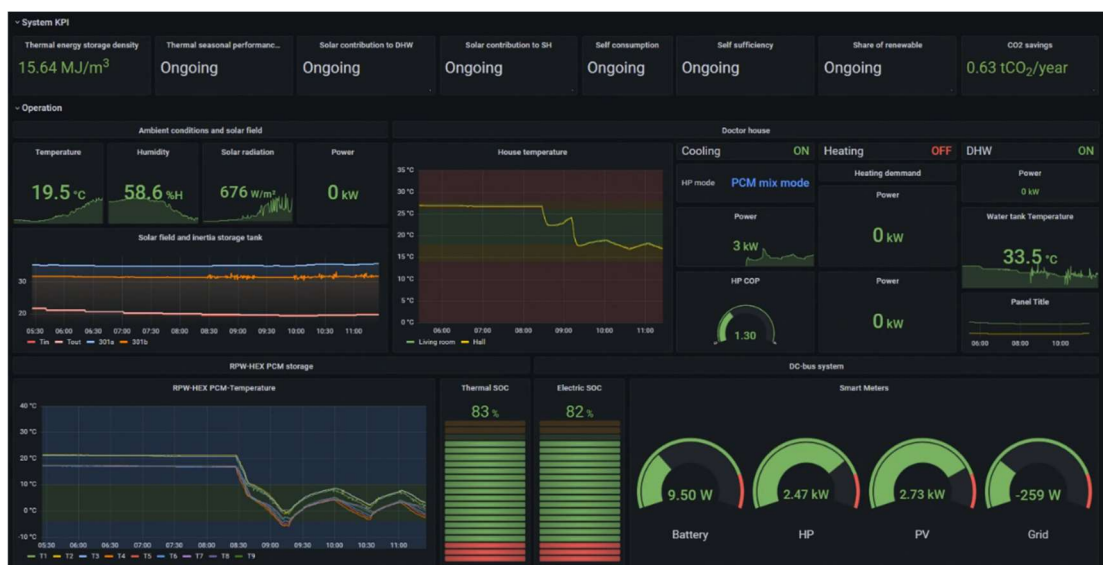 System KPI
Thermal energy storage density
Thermal seasonal performanc...
Solar contribution to DHW
Solar contribution to SH
Self consumption
Self sufficiency
Share of renewable
CO2 savings
15.64 MJ/m³
Ongoing
Ongoing
Ongoing
Ongoing
Ongoing
Ongoing
0.63 tCO₂/year
Operation
Ambient conditions and solar field
Temperature
Humidity
Solar radiation
Power
19.5 °C
58.6 %H
676 W/m²
0 kW
Solar field and inertia storage tank
30
20
05:30 06:00 06:30 07:00 07:30 08:00 08:30 09:00 09:30 10:00 10:30 11:00
Tin Tout 301a 301b
Doctor house
House temperature
35 °C
30 °C
25 °C
20 °C
15 °C
10 °C
5 °C
0 °C
06:00 07:00 08:00 09:00 10:00 11:00
Living room Hall
Cooling ON
HP mode PCM mix mode
Power
3 kW
HP COP
1.30
Heating OFF
Heating demmand
Power
0 kW
Power
0 kW
DHW ON
Power
0 kW
Water tank Temperature
33.5 °C
Panel Title
06:00 08:00 10:00
RPW-HEX PCM storage
RPW-HEX PCM-Temperature
40 °C
30 °C
20 °C
10 °C
0 °C
-10 °C
05:30 06:00 06:30 07:00 07:30 08:00 08:30 09:00 09:30 10:00 10:30 11:00
T1 T2 T3 T4 T5 T6 T7 T8 T9
Thermal SOC
83 %
DC-bus system
Electric SOC
82 %
Smart Meters
9.50 W
2.47 kW
2.73 kW
-259 W
Battery
HP
PV
Grid